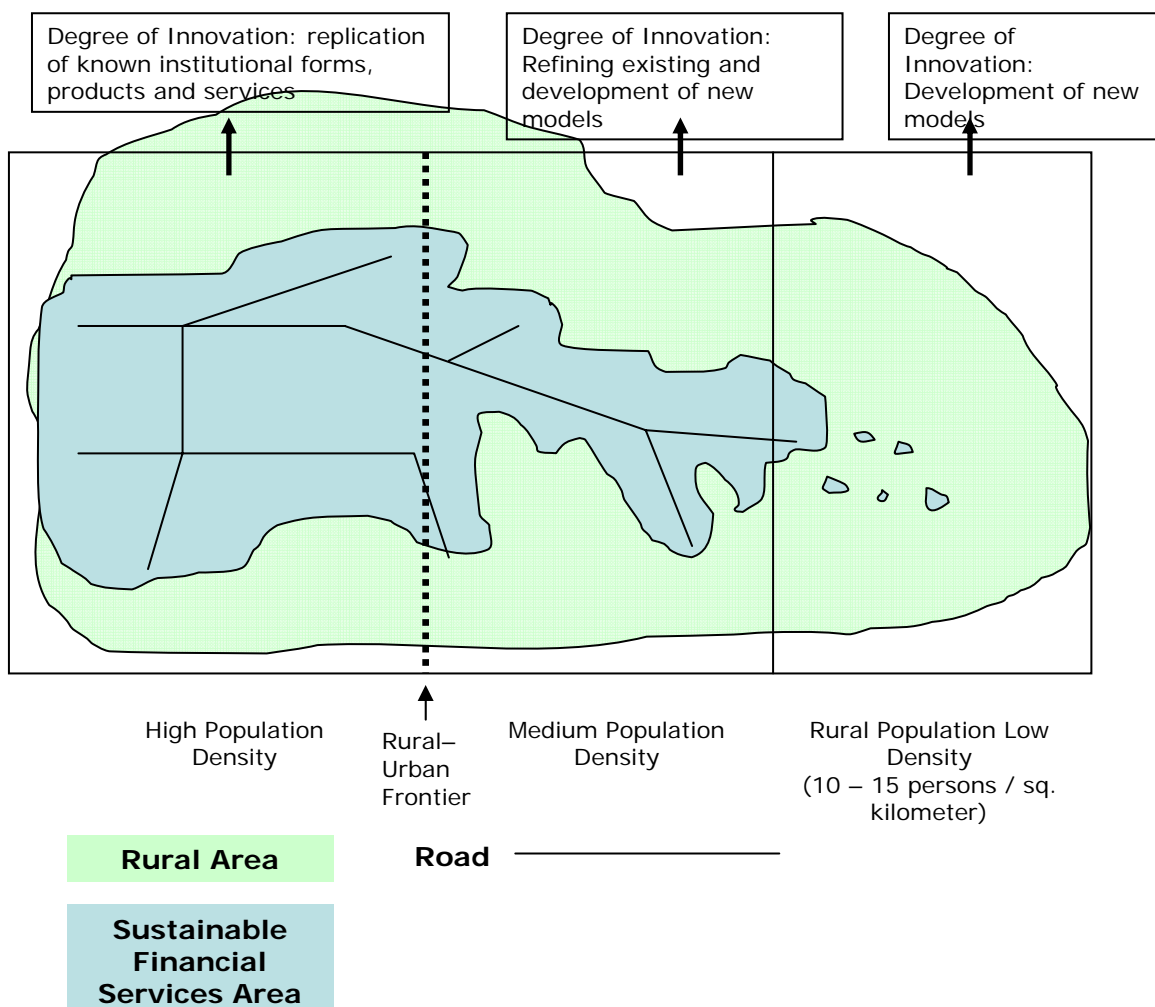 Degree of Innovation: replication
of known institutional forms,
products and services
Degree of Innovation:
Refining existing and
development of new
models
Degree of
Innovation:
Development of new
models
High Population
Density
Rural–
Urban
Frontier
Medium Population
Density
Rural Population Low
Density
(10 – 15 persons / sq.
kilometer)
Rural Area
Road
Sustainable
Financial
Services Area